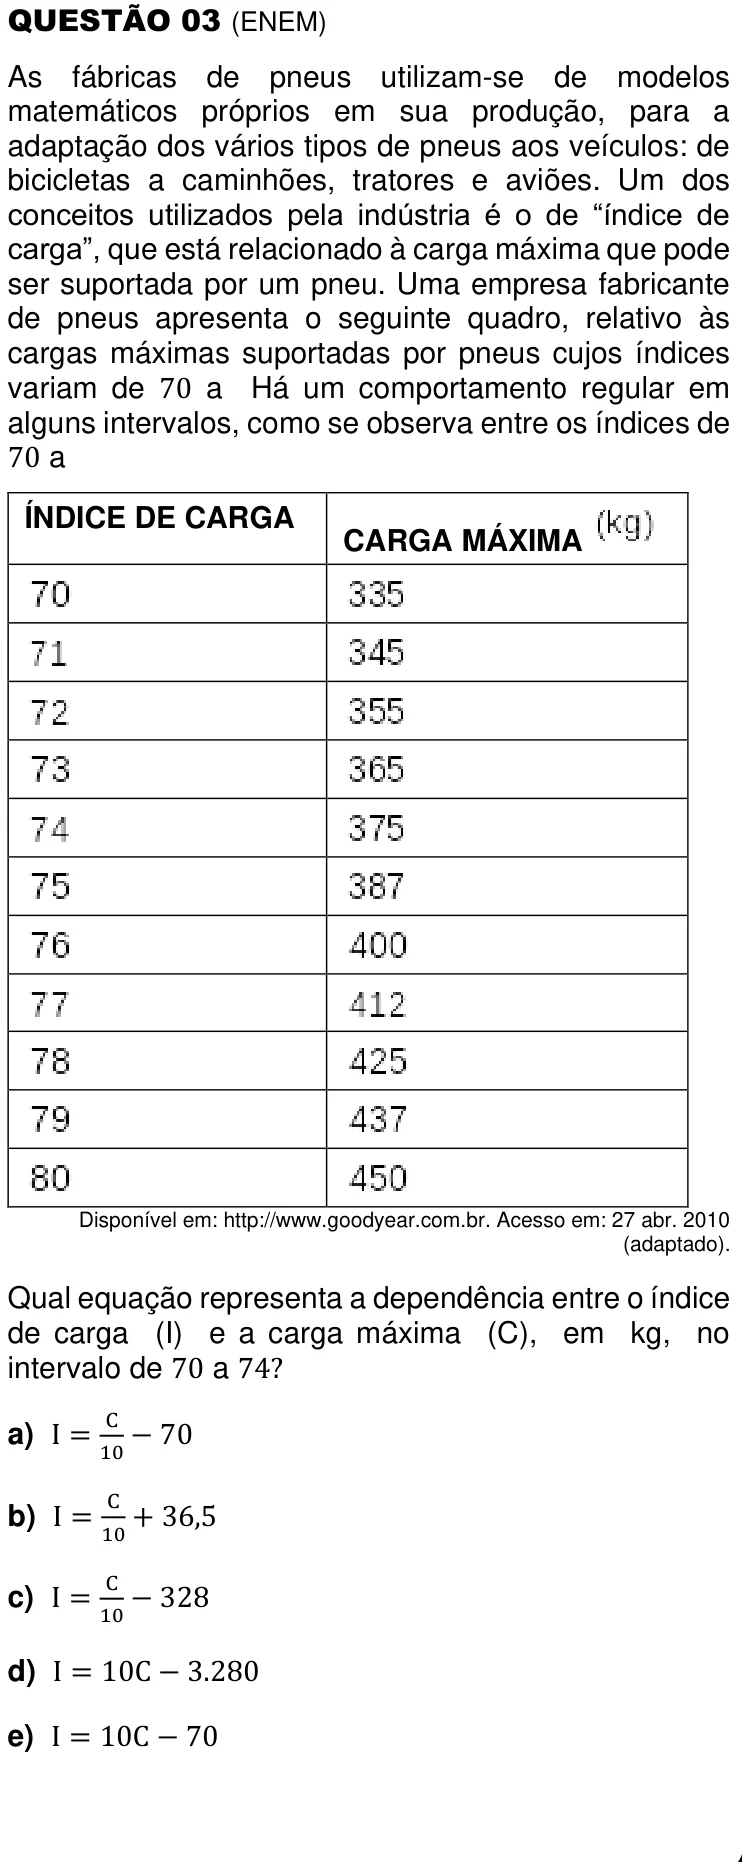 QUESTÃO 03 (ENEM)
As fábricas de pneus utilizam-se de modelos
matemáticos próprios em sua produção, para a
adaptação dos vários tipos de pneus aos veículos: de
bicicletas a caminhões, tratores e aviões. Um dos
conceitos utilizados pela indústria é o de “índice de
carga”, que está relacionado à carga máxima que pode
ser suportada por um pneu. Uma empresa fabricante
de pneus apresenta o seguinte quadro, relativo às
cargas máximas suportadas por pneus cujos índices
variam de 70 a Há um comportamento regular em
alguns intervalos, como se observa entre os índices de
70 a
ÍNDICE DE CARGA CARGA MÁXIMA (kg)
70 335
71 345
72 355
73 365
74 375
75 387
76 400
77 412
78 425
79 437
80 450
Disponível em: http://www.goodyear.com.br. Acesso em: 27 abr. 2010
(adaptado).
Qual equação representa a dependência entre o índice
de carga (I) e a carga máxima (C), em kg, no
intervalo de 70 a 74?
a) I = C/10 − 70
b) I = C/10 + 36,5
c) I = C/10 − 328
d) I = 10C − 3.280
e) I = 10C − 70